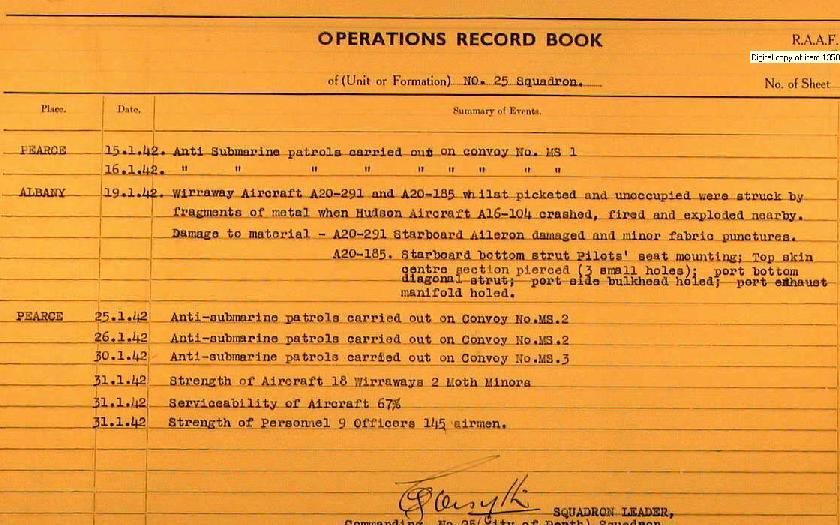 OPERATIONS RECORD BOOK
R.A.A.F.
Digital copy of item 1350
of (Unit or Formation) NO. 25 Squadron.
No. of Sheet
Place. Date. Summary of Events.
PEARCE 15.1.42. Anti Submarine patrols carried out on convoy No. MS 1
16.1.42. " " " " " " " "
ALBANY 19.1.42. Wirraway Aircraft A20-291 and A20-185 whilst picketed and unoccupied were struck by
fragments of metal when Hudson Aircraft A16-104 crashed, fired and exploded nearby.
Damage to material - A20-291 Starboard Aileron damaged and minor fabric punctures.
A20-185. Starboard bottom strut Pilots' seat mounting; Top skin
centre section pierced (3 small holes); port bottom
diagonal strut; port side bulkhead holed; port exhaust
manifold holed.
PEARCE 25.1.42 Anti-submarine patrols carried out on Convoy No.MS.2
26.1.42 Anti-submarine patrols carried out on Convoy No.MS.2
30.1.42 Anti-submarine patrols carried out on Convoy No.MS.3
31.1.42 Strength of Aircraft 18 Wirraways 2 Moth Minors
31.1.42 Serviceability of Aircraft 67%
31.1.42 Strength of Personnel 9 Officers 145 airmen.
SQUADRON LEADER,
Commanding No.25(City of Perth) Squadron.